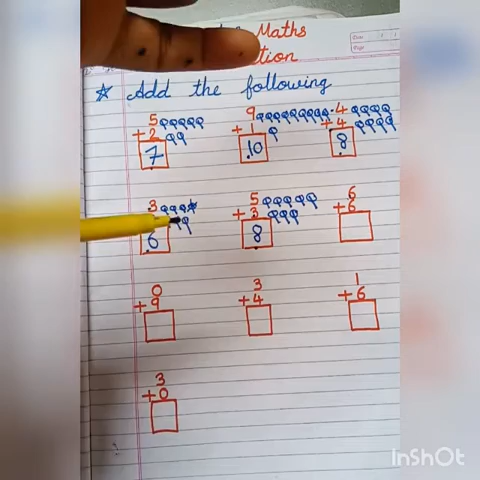 Maths
tion
Add the following
5 9 4
+2 +1 +4
7 10 8
3 5 6
+3 +6
6 8
0 3 1
+9 +4 +6
3
+0
InShOt